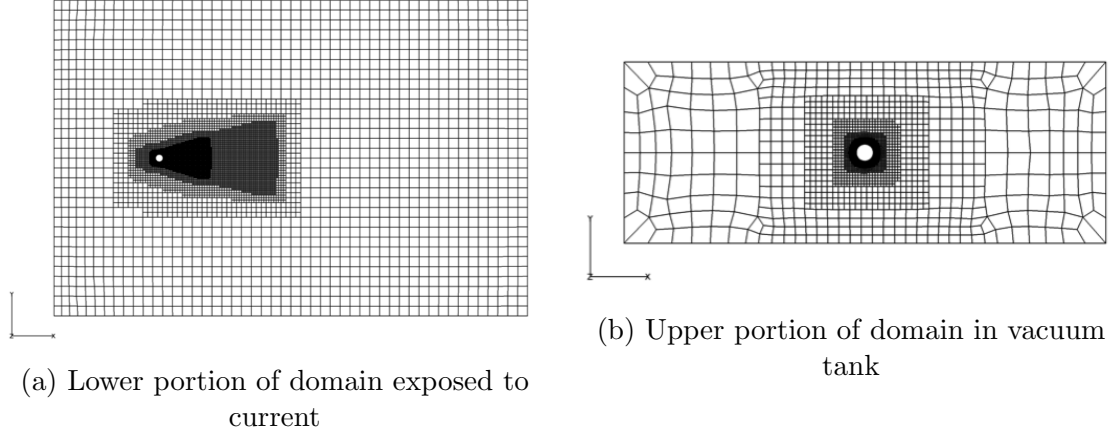 Y
Z
X
(a) Lower portion of domain exposed to
current
Y
Z
X
(b) Upper portion of domain in vacuum
tank